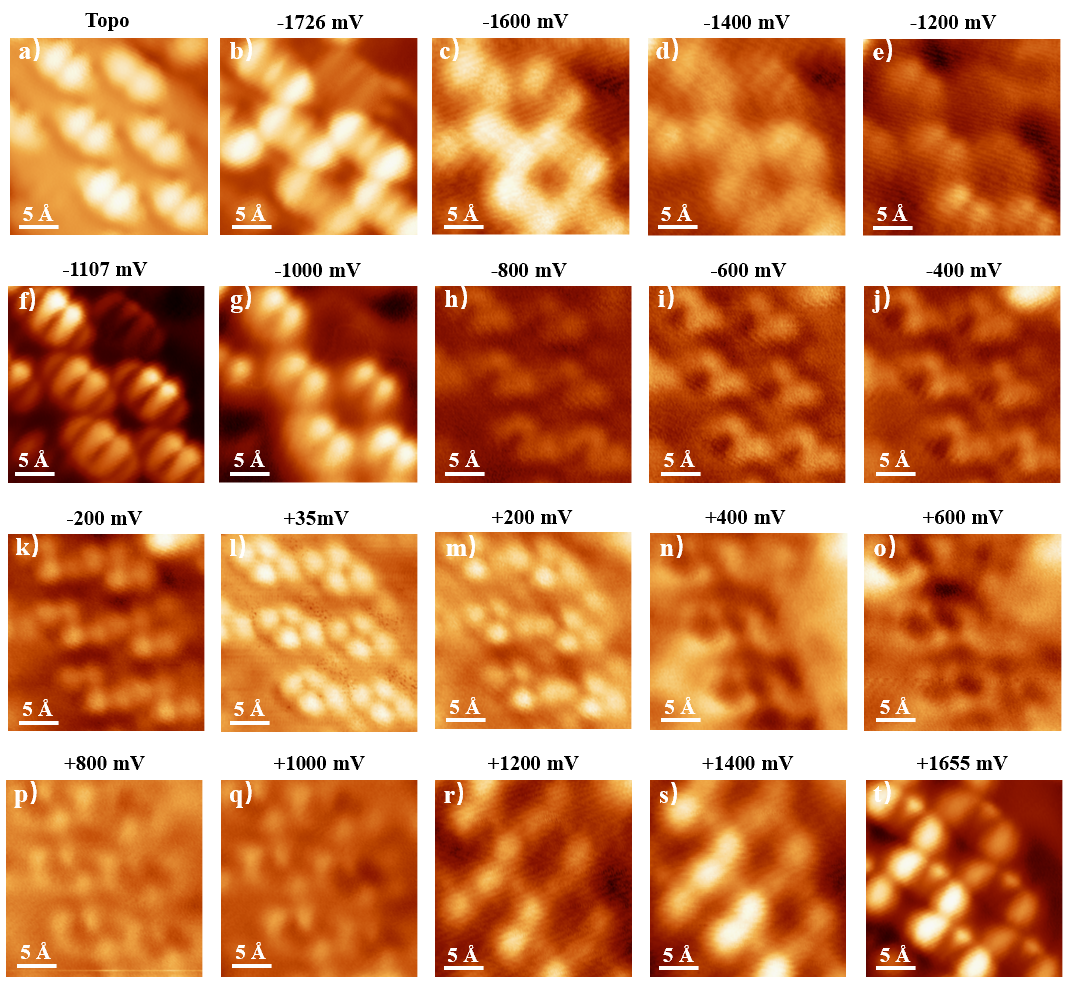 Topo -1726 mV -1600 mV -1400 mV -1200 mV
a) b) c) d) e)
5 Å 5 Å 5 Å 5 Å 5 Å
-1107 mV -1000 mV -800 mV -600 mV -400 mV
f) g) h) i) j)
5 Å 5 Å 5 Å 5 Å 5 Å
-200 mV +35mV +200 mV +400 mV +600 mV
k) l) m) n) o)
5 Å 5 Å 5 Å 5 Å 5 Å
+800 mV +1000 mV +1200 mV +1400 mV +1655 mV
p) q) r) s) t)
5 Å 5 Å 5 Å 5 Å 5 Å